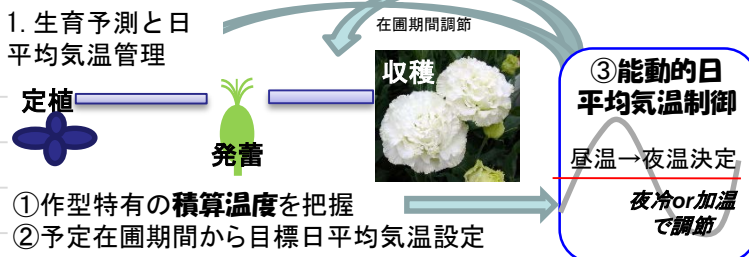 1. 生育予測と日
平均気温管理
在圃期間調節
定植
発蕾
収穫
③能動的日
平均気温制御
昼温→夜温決定
夜冷or加温
で調節
①作型特有の積算温度を把握
②予定在圃期間から目標日平均気温設定